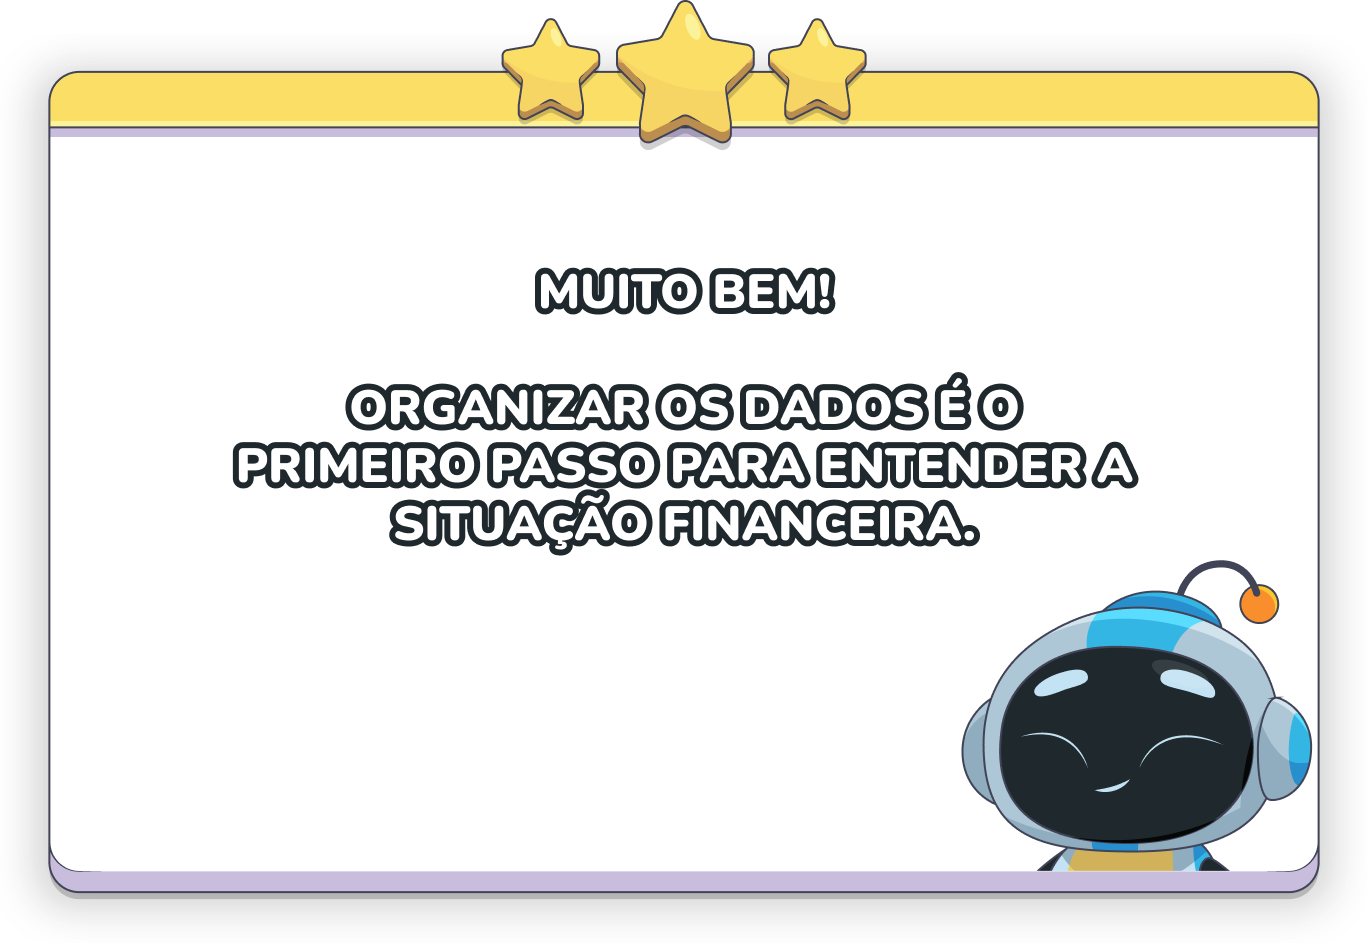 MUITO BEM!
ORGANIZAR OS DADOS É O
PRIMEIRO PASSO PARA ENTENDER A
SITUAÇÃO FINANCEIRA.